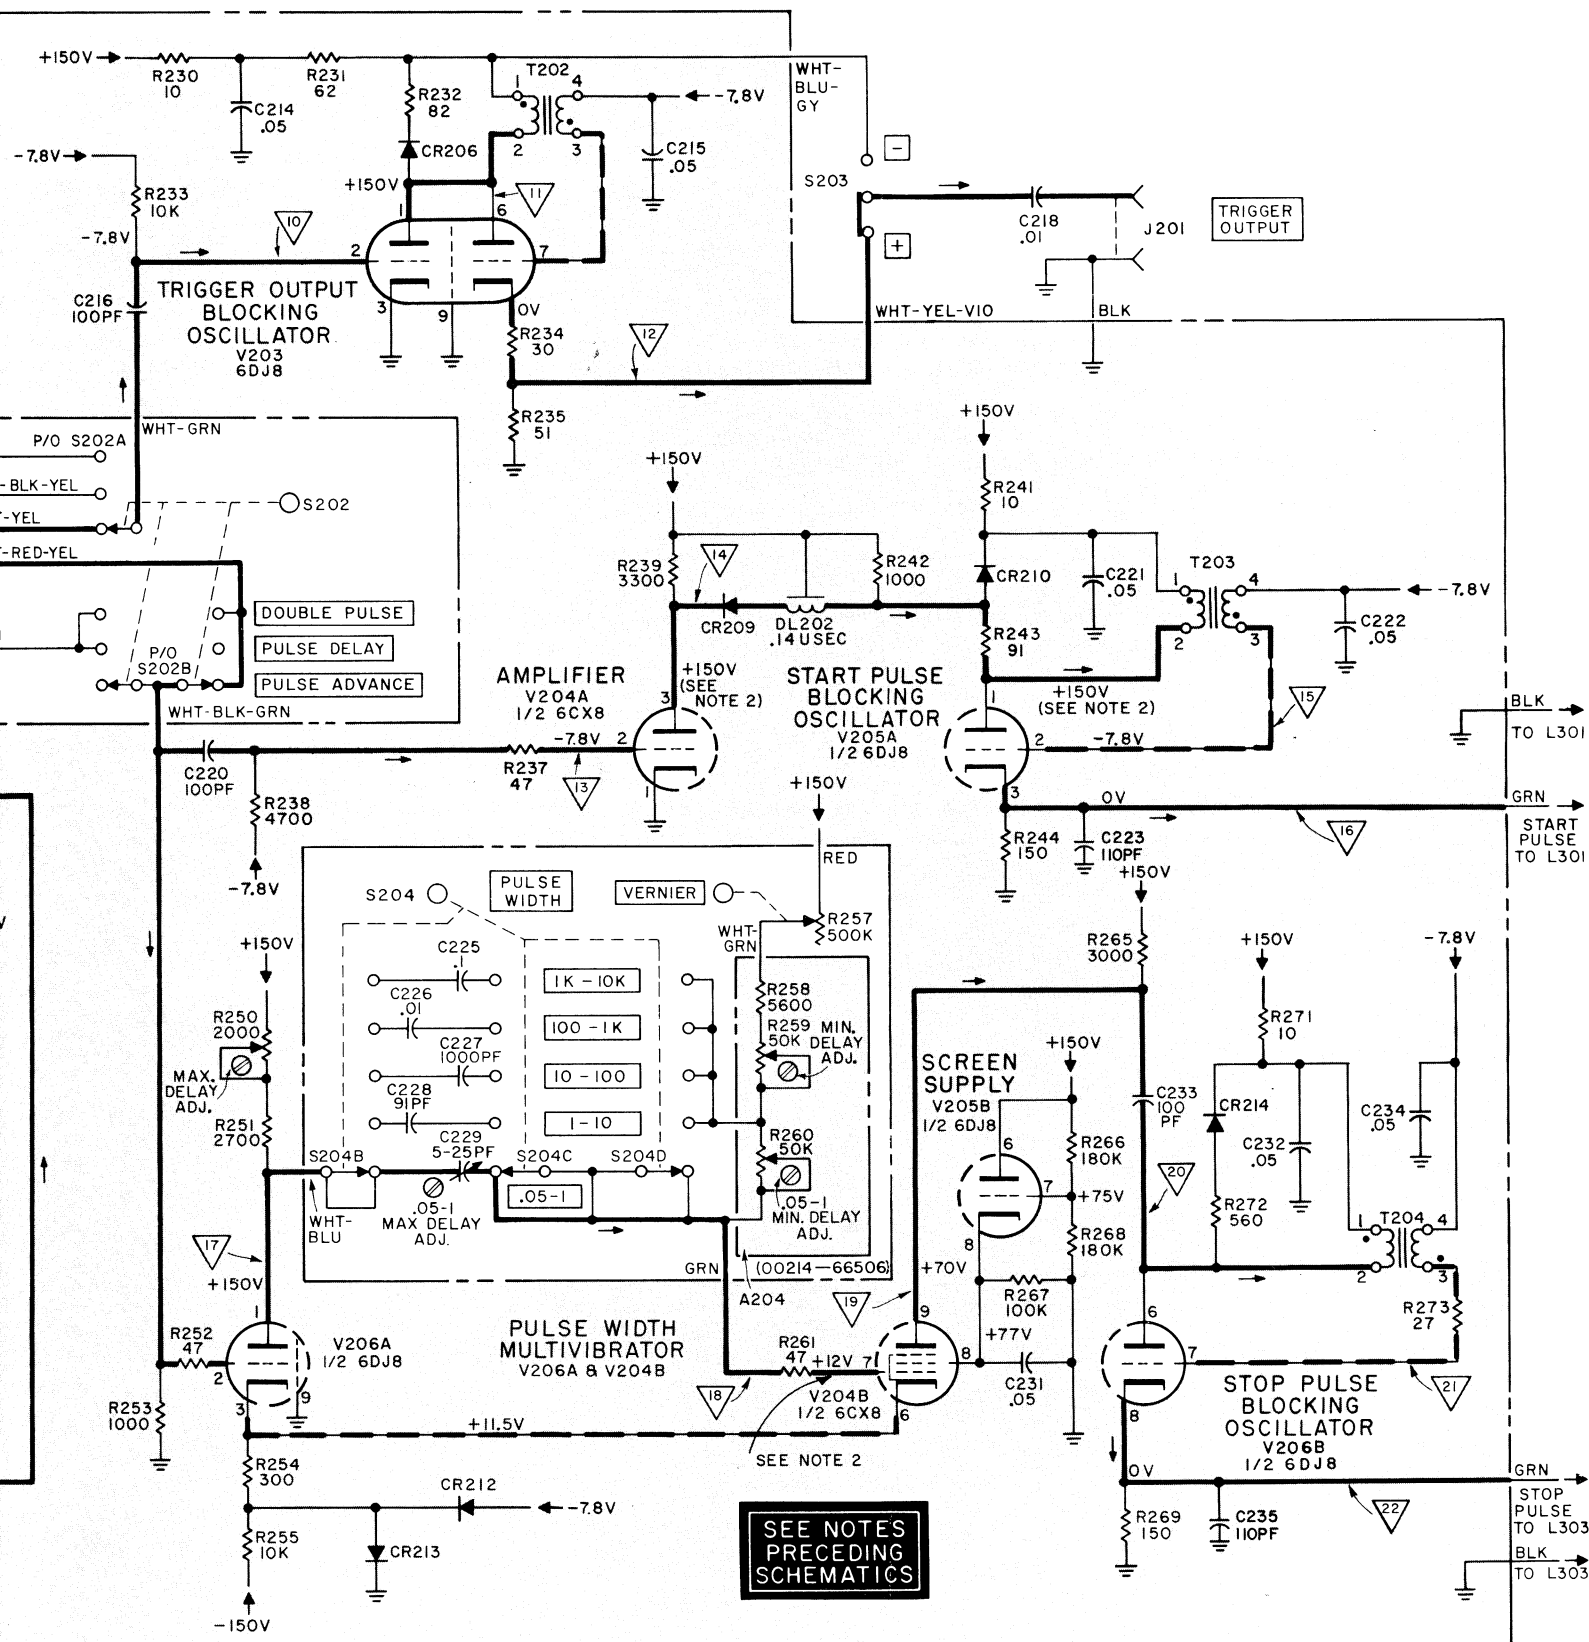 +150V
R230
10
R231
62
C214
.05
R232
82
CR206
T202
1
4
2
3
-7.8V
C215
.05
WHT-
BLU-
GY
-
S203
+
C218
.01
J201
TRIGGER
OUTPUT
WHT-YEL-VIO
BLK
-7.8V
R233
10K
-7.8V
10
+150V
11
1
6
2
7
3
9
0V
C216
100PF
TRIGGER OUTPUT
BLOCKING
OSCILLATOR
V203
6DJ8
R234
30
12
R235
51
WHT-GRN
P/O S202A
-BLK-YEL
-YEL
S202
-RED-YEL
DOUBLE PULSE
PULSE DELAY
PULSE ADVANCE
P/O
S202B
WHT-BLK-GRN
+150V
R239
3300
14
CR209
DL202
.14USEC
R242
1000
+150V
R241
10
CR210
C221
.05
T203
1
4
2
3
-7.8V
C222
.05
R243
91
AMPLIFIER
V204A
1/2 6CX8
+150V
(SEE
NOTE 2)
3
2
1
-7.8V
13
R237
47
C220
100PF
R238
4700
-7.8V
START PULSE
BLOCKING
OSCILLATOR
V205A
1/2 6DJ8
1
+150V
(SEE NOTE 2)
2
-7.8V
15
3
0V
16
R244
150
C223
110PF
BLK
TO L301
GRN
START
PULSE
TO L301
+150V
RED
S204
PULSE
WIDTH
VERNIER
R257
500K
WHT-
GRN
C225
.1
1K-10K
C226
.01
100-1K
C227
1000PF
10-100
C228
91PF
1-10
C229
5-25PF
S204B
S204C
S204D
.05-1
.05-1
MAX DELAY
ADJ.
WHT-
BLU
R258
5600
R259
50K
MIN.
DELAY
ADJ.
R260
50K
.05-1
MIN. DELAY
ADJ.
GRN
(00214-66506)
A204
+150V
R250
2000
MAX.
DELAY
ADJ.
R251
2700
17
+150V
1
R252
47
2
V206A
1/2 6DJ8
3
9
R253
1000
+11.5V
R254
300
CR212
-7.8V
R255
10K
CR213
-150V
PULSE WIDTH
MULTIVIBRATOR
V206A & V204B
R261
47
+12V
7
18
V204B
1/2 6CX8
SEE NOTE 2
19
9
8
6
+70V
SCREEN
SUPPLY
V205B
1/2 6DJ8
+150V
6
7
8
R266
180K
+75V
R268
180K
R267
100K
+77V
C231
.05
+150V
R265
3000
C233
100
PF
20
+150V
R271
10
CR214
C232
.05
R272
560
-7.8V
C234
.05
T204
1
4
2
3
R273
27
6
7
21
8
STOP PULSE
BLOCKING
OSCILLATOR
V206B
1/2 6DJ8
0V
22
R269
150
C235
110PF
GRN
STOP
PULSE
TO L303
BLK
TO L303
SEE NOTES
PRECEDING
SCHEMATICS